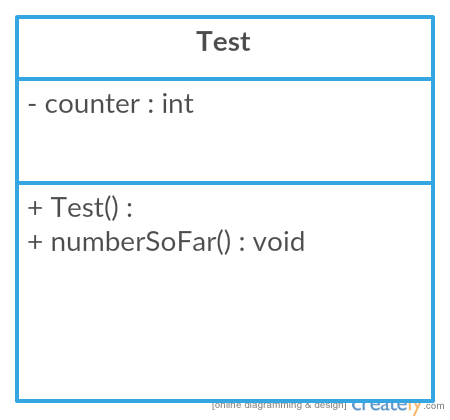 Test
- counter : int
+ Test() :
+ numberSoFar() : void
[online diagramming & design] creately.com